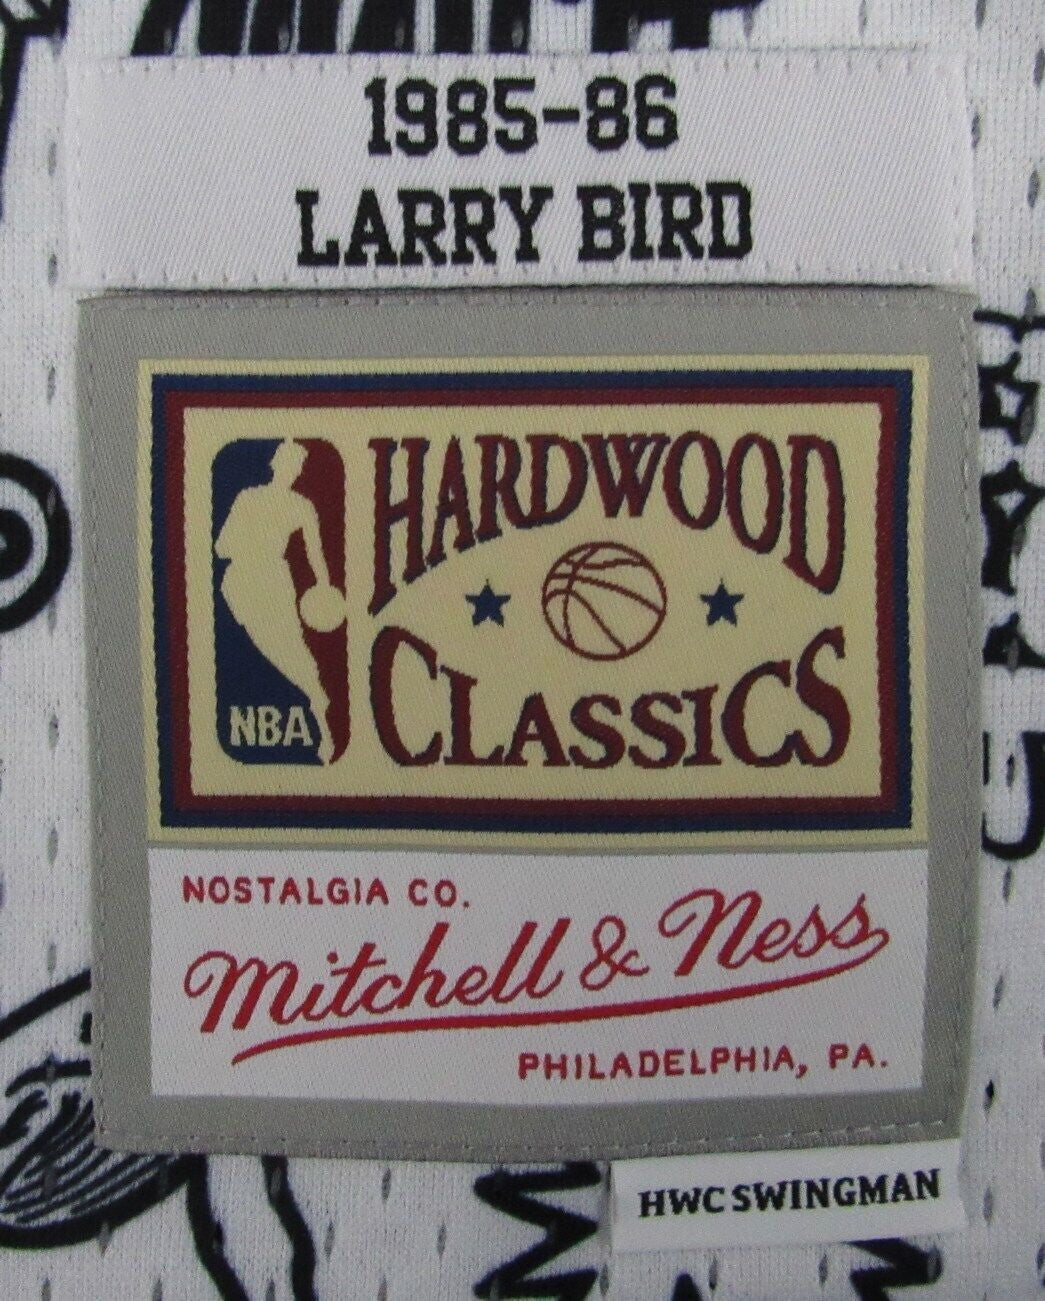 1985-86
LARRY BIRD
HARDWOOD
CLASSICS
NBA
NOSTALGIA CO.
Mitchell & Ness
PHILADELPHIA, PA.
HWC SWINGMAN